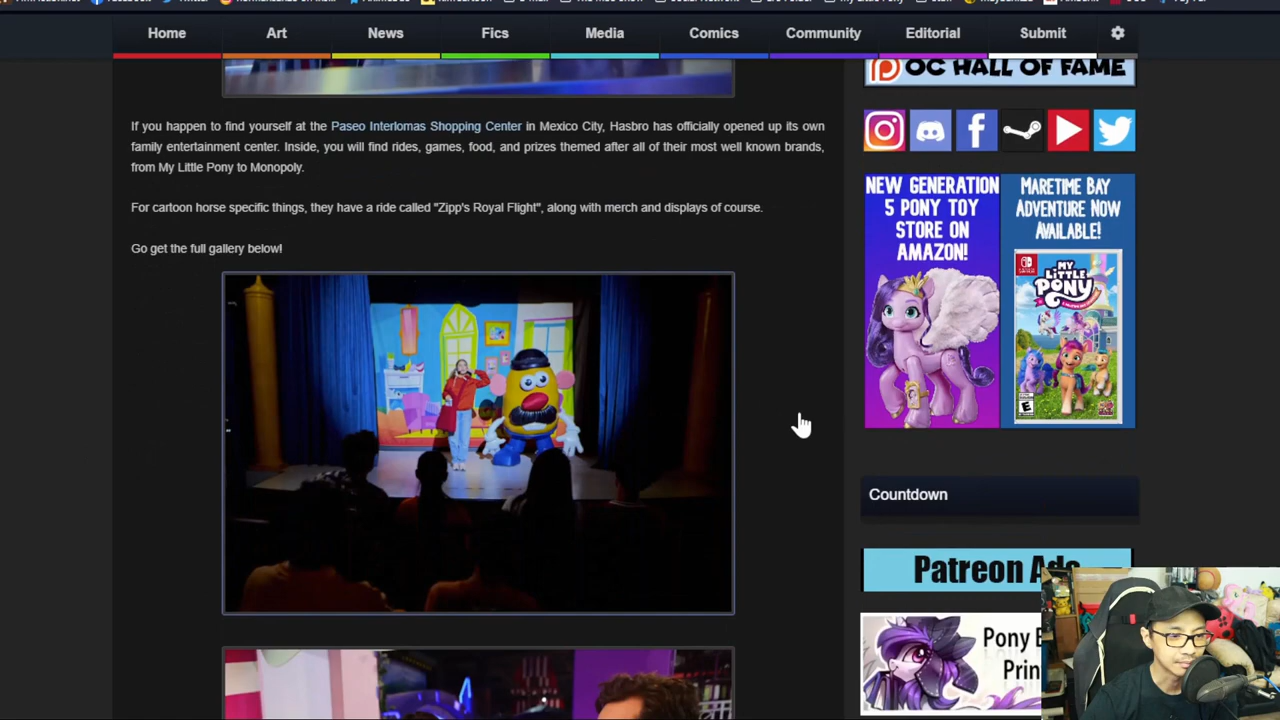 Home Art News Fics Media Comics Community Editorial Submit
OC HALL OF FAME
If you happen to find yourself at the Paseo Interlomas Shopping Center in Mexico City, Hasbro has officially opened up its own
family entertainment center. Inside, you will find rides, games, food, and prizes themed after all of their most well known brands,
from My Little Pony to Monopoly.
For cartoon horse specific things, they have a ride called "Zipp's Royal Flight", along with merch and displays of course.
Go get the full gallery below!
NEW GENERATION
5 PONY TOY
STORE ON
AMAZON!
MARETIME BAY
ADVENTURE NOW
AVAILABLE!
MY LITTLE
PONY
E
Countdown
Patreon Ads
Pony
Prin